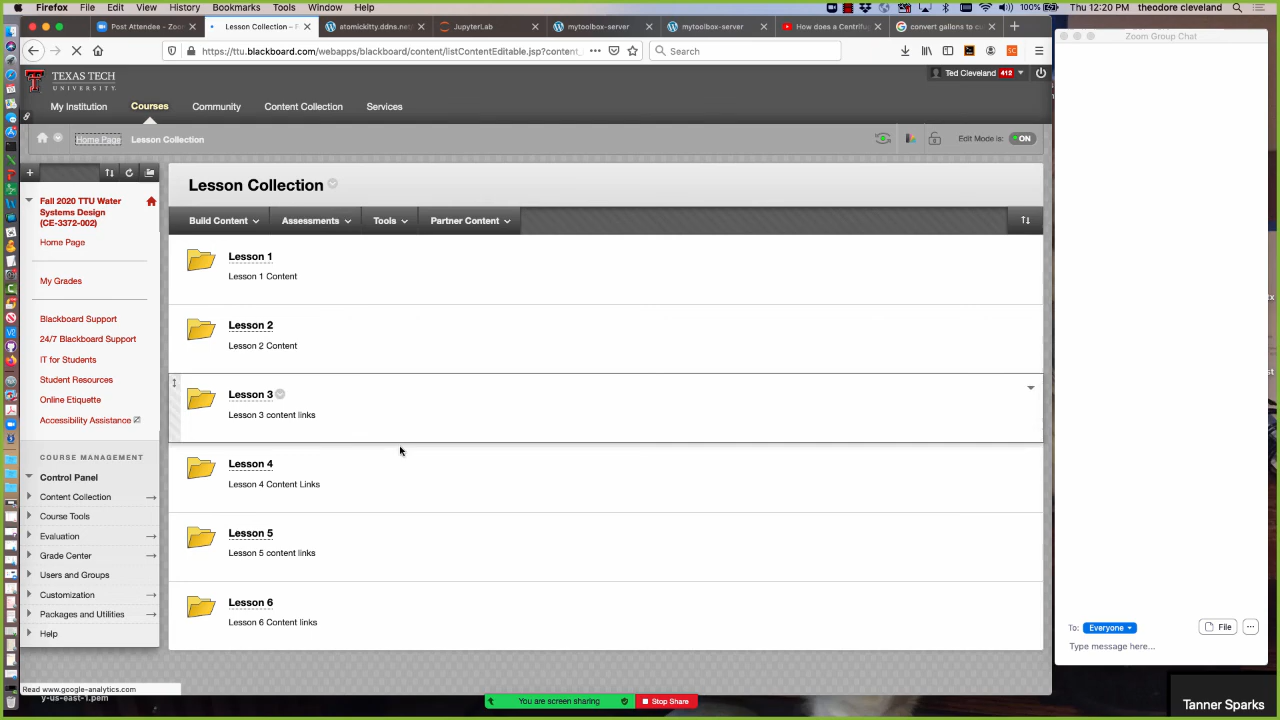 Firefox File Edit View History Bookmarks Tools Window Help 100% Thu 12:20 PM theodore cleveland
Post Attendee - Zoom Lesson Collection – atomickitty.ddns.net JupyterLab mytoolbox-server mytoolbox-server How does a Centrifu convert gallons to c
https://ttu.blackboard.com/webapps/blackboard/content/listContentEditable.jsp?content_ Search
Zoom Group Chat
TEXAS TECH
UNIVERSITY
Ted Cleveland 412
My Institution Courses Community Content Collection Services
Home Page Lesson Collection Edit Mode is: ON
Fall 2020 TTU Water
Systems Design
(CE-3372-002)
Home Page
My Grades
Blackboard Support
24/7 Blackboard Support
IT for Students
Student Resources
Online Etiquette
Accessibility Assistance
COURSE MANAGEMENT
Control Panel
Content Collection
Course Tools
Evaluation
Grade Center
Users and Groups
Customization
Packages and Utilities
Help
Lesson Collection
Build Content Assessments Tools Partner Content
Lesson 1
Lesson 1 Content
Lesson 2
Lesson 2 Content
Lesson 3
Lesson 3 content links
Lesson 4
Lesson 4 Content Links
Lesson 5
Lesson 5 content links
Lesson 6
Lesson 6 Content links
To: Everyone File
Type message here...
Read www.google-analytics.com
y-us-east-1.pem
You are screen sharing Stop Share
Tanner Sparks